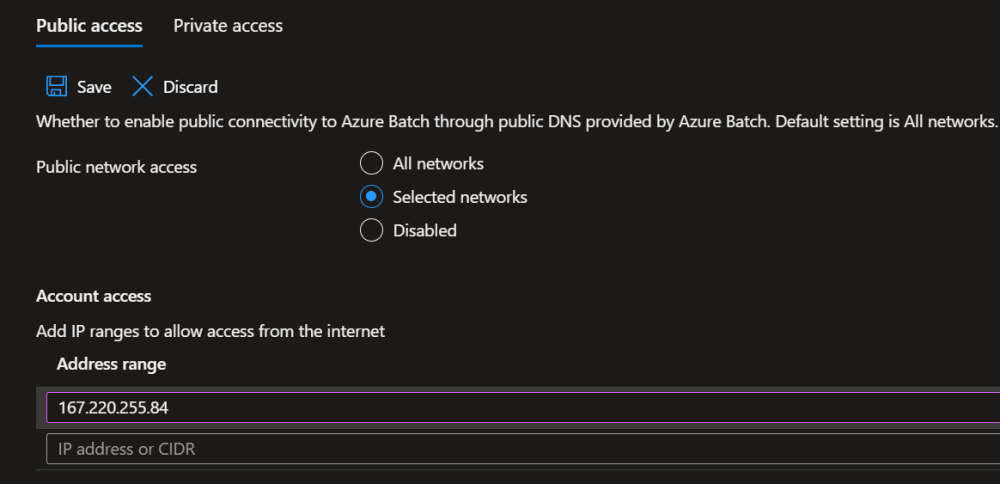 Public access Private access
Save Discard
Whether to enable public connectivity to Azure Batch through public DNS provided by Azure Batch. Default setting is All networks.
Public network access All networks
Selected networks
Disabled
Account access
Add IP ranges to allow access from the internet
Address range
167.220.255.84
IP address or CIDR